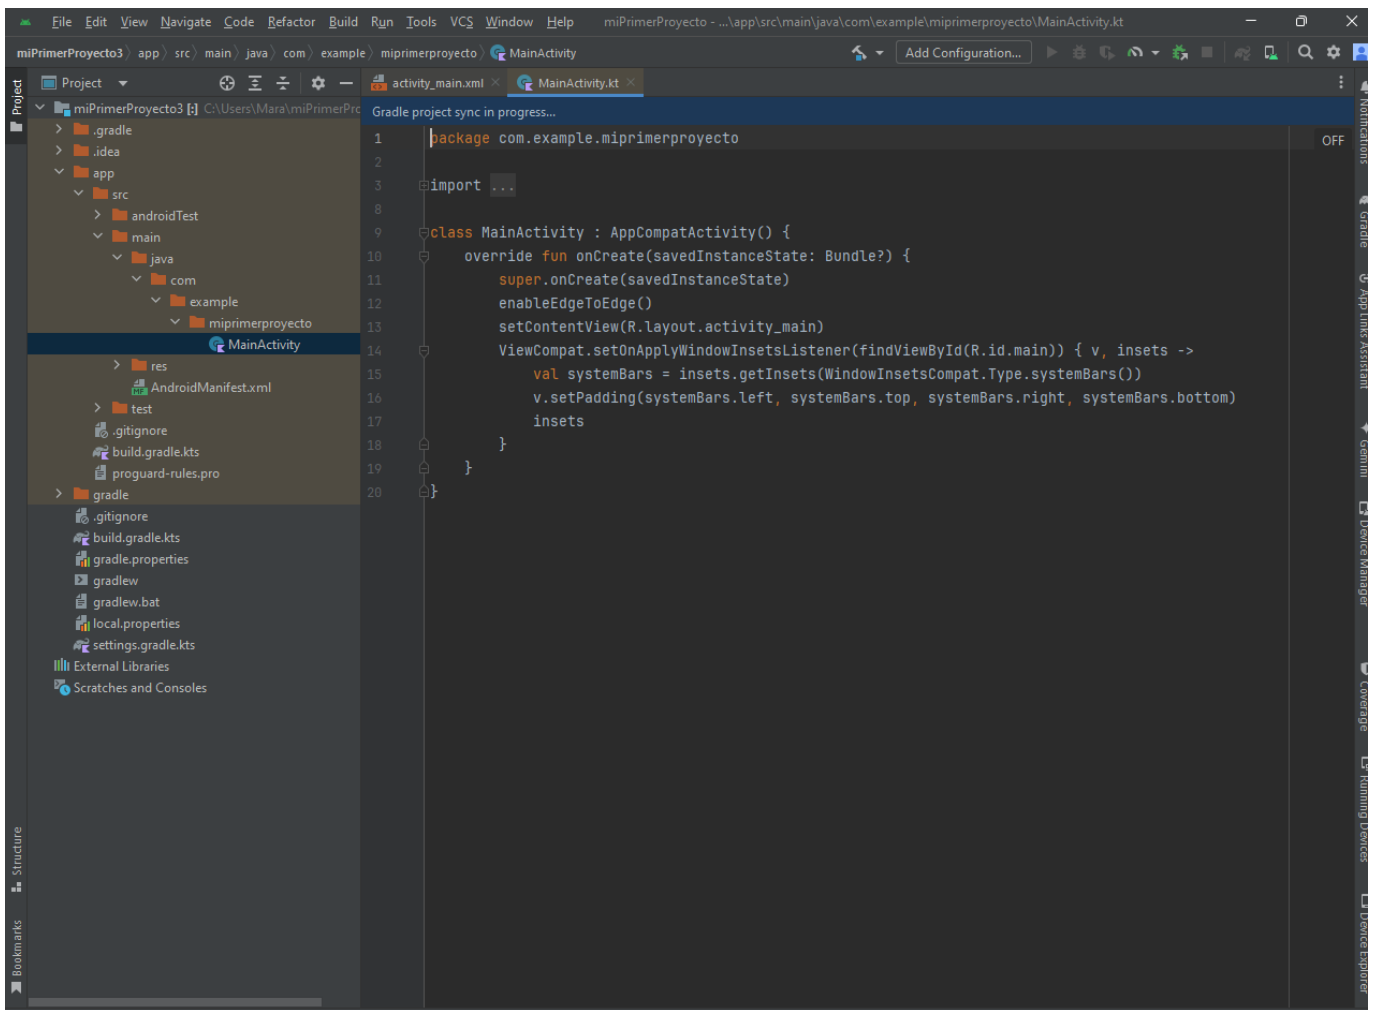 File Edit View Navigate Code Refactor Build Run Tools VCS Window Help miPrimerProyecto - ...\app\src\main\java\com\example\miprimerproyecto\MainActivity.kt
miPrimerProyecto3 app src main java com example miprimerproyecto MainActivity Add Configuration...
Project
activity_main.xml MainActivity.kt
Project
miPrimerProyecto3 [:] C:\Users\Mara\miPrimerPro
.gradle
.idea
app
src
androidTest
main
java
com
example
miprimerproyecto
MainActivity
res
AndroidManifest.xml
test
.gitignore
build.gradle.kts
proguard-rules.pro
gradle
.gitignore
build.gradle.kts
gradle.properties
gradlew
gradlew.bat
local.properties
settings.gradle.kts
External Libraries
Scratches and Consoles
Structure
Bookmarks
Gradle project sync in progress...
OFF
1 package com.example.miprimerproyecto
2
3 import ...
8
9 class MainActivity : AppCompatActivity() {
10 override fun onCreate(savedInstanceState: Bundle?) {
11 super.onCreate(savedInstanceState)
12 enableEdgeToEdge()
13 setContentView(R.layout.activity_main)
14 ViewCompat.setOnApplyWindowInsetsListener(findViewById(R.id.main)) { v, insets ->
15 val systemBars = insets.getInsets(WindowInsetsCompat.Type.systemBars())
16 v.setPadding(systemBars.left, systemBars.top, systemBars.right, systemBars.bottom)
17 insets
18 }
19 }
20 }
Notifications
Gradle
App Links Assistant
Gemini
Device Manager
Coverage
Running Devices
Device Explorer